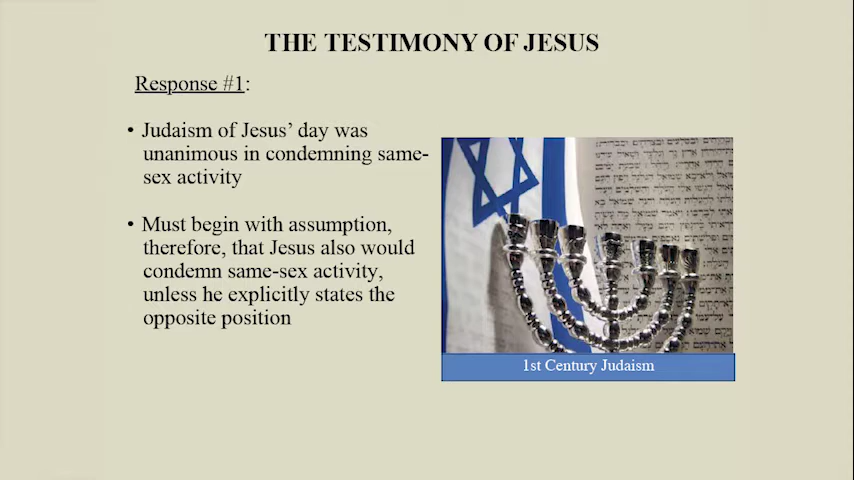 THE TESTIMONY OF JESUS
Response #1:
• Judaism of Jesus’ day was
unanimous in condemning same-
sex activity
• Must begin with assumption,
therefore, that Jesus also would
condemn same-sex activity,
unless he explicitly states the
opposite position
1st Century Judaism